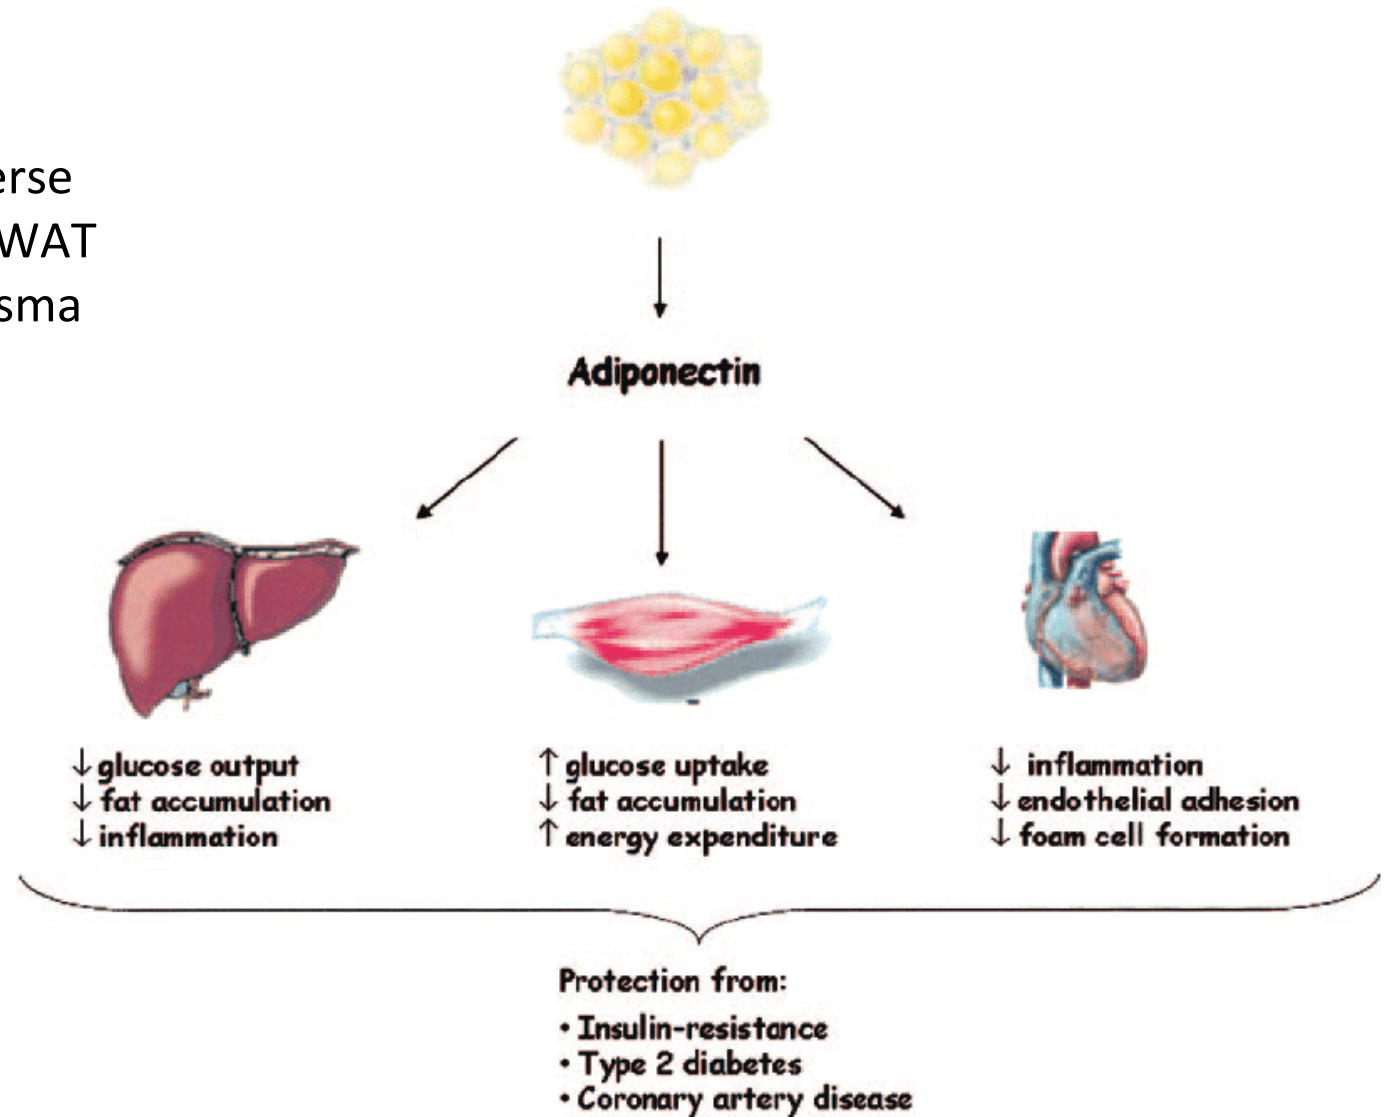 erse
WAT
sma
Adiponectin
↓ glucose output
↓ fat accumulation
↓ inflammation
↑ glucose uptake
↓ fat accumulation
↑ energy expenditure
↓ inflammation
↓ endothelial adhesion
↓ foam cell formation
Protection from:
• Insulin-resistance
• Type 2 diabetes
• Coronary artery disease